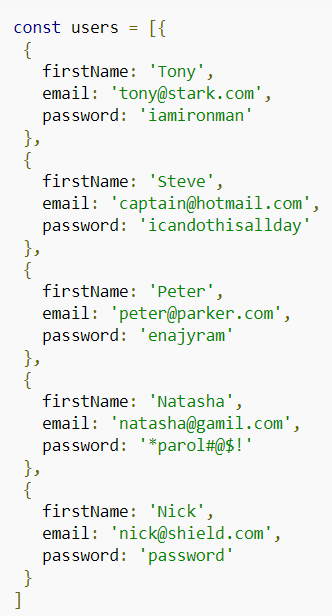 const users = [{
 {
   firstName: 'Tony',
   email: 'tony@stark.com',
   password: 'iamironman'
 },
 {
   firstName: 'Steve',
   email: 'captain@hotmail.com',
   password: 'icandothisallday'
 },
 {
   firstName: 'Peter',
   email: 'peter@parker.com',
   password: 'enajyram'
 },
 {
   firstName: 'Natasha',
   email: 'natasha@gamil.com',
   password: '*parol#@$!'
 },
 {
   firstName: 'Nick',
   email: 'nick@shield.com',
   password: 'password'
 }
]